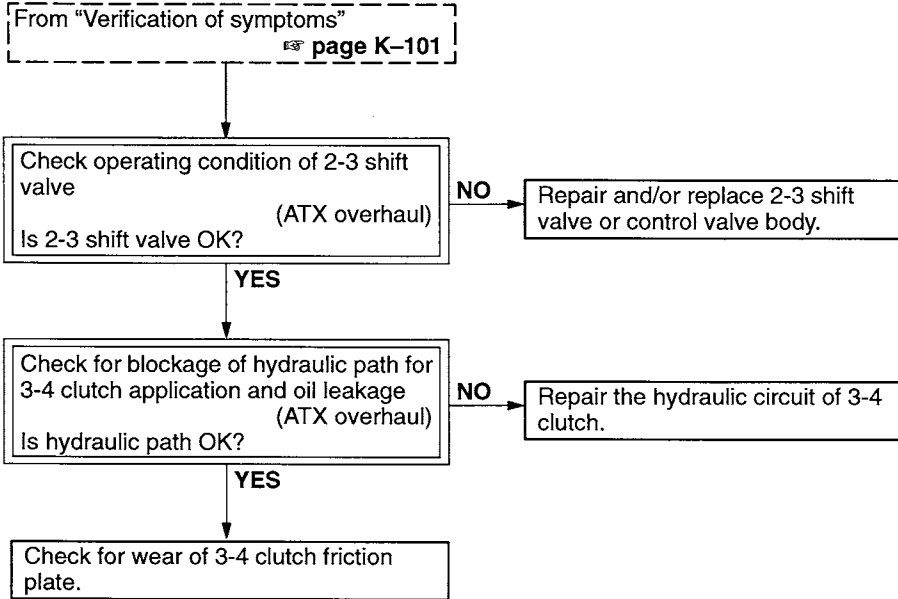 From “Verification of symptoms”
☞ page K–101
Check operating condition of 2-3 shift
valve
(ATX overhaul)
Is 2-3 shift valve OK?
NO
Repair and/or replace 2-3 shift
valve or control valve body.
YES
Check for blockage of hydraulic path for
3-4 clutch application and oil leakage
(ATX overhaul)
Is hydraulic path OK?
NO
Repair the hydraulic circuit of 3-4
clutch.
YES
Check for wear of 3-4 clutch friction
plate.